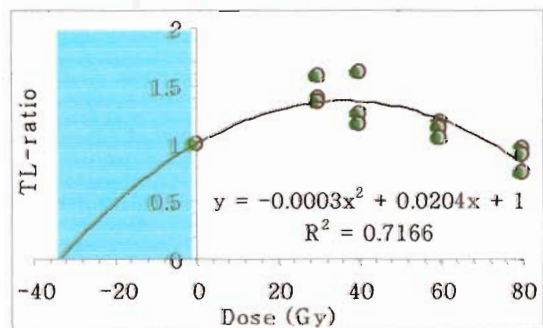 2
1.5
1
0.5
0
TL-ratio
y = -0.0003x² + 0.0204x + 1
R² = 0.7166
-40 -20 0 20 40 60 80
Dose (Gy)